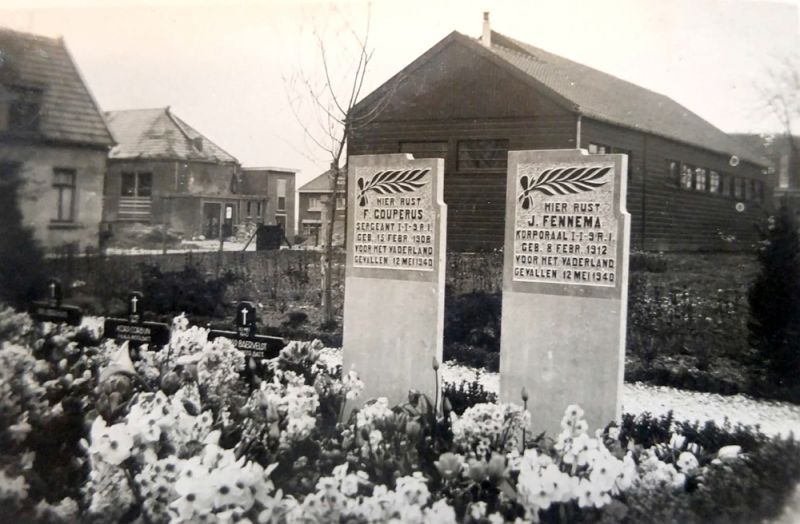 HIER RUST
F. COUPERUS
SERGEANT I-I-9 R.I.
GEB. 15 FEBR. 1908
VOOR HET VADERLAND
GEVALLEN 12 MEI 1940
HIER RUST
J. FENNEMA
KORPORAAL I-I-9 R.I.
GEB. 8 FEBR. 1912
VOOR HET VADERLAND
GEVALLEN 12 MEI 1940
BAERVELDT